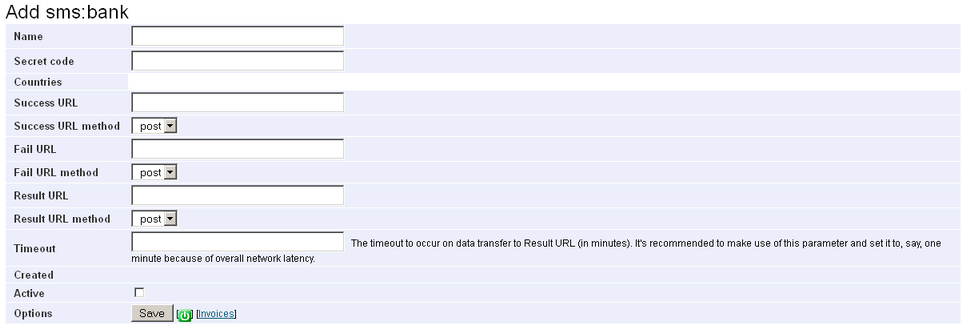 Add sms:bank
Name
Secret code
Countries
Success URL
Success URL method post
Fail URL
Fail URL method post
Result URL
Result URL method post
Timeout The timeout to occur on data transfer to Result URL (in minutes). It's recommended to make use of this parameter and set it to, say, one
minute because of overall network latency.
Created
Active
Options Save [] [Invoices]